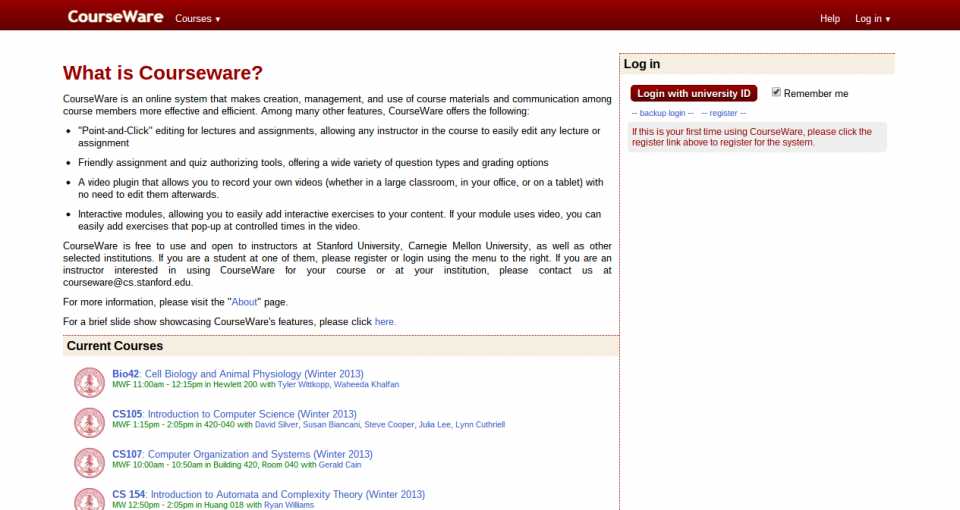 CourseWare Courses ▼ Help Log in ▼
What is Courseware?
CourseWare is an online system that makes creation, management, and use of course materials and communication among
course members more effective and efficient. Among many other features, CourseWare offers the following:
• "Point-and-Click" editing for lectures and assignments, allowing any instructor in the course to easily edit any lecture or
assignment
• Friendly assignment and quiz authorizing tools, offering a wide variety of question types and grading options
• A video plugin that allows you to record your own videos (whether in a large classroom, in your office, or on a tablet) with
no need to edit them afterwards.
• Interactive modules, allowing you to easily add interactive exercises to your content. If your module uses video, you can
easily add exercises that pop-up at controlled times in the video.
CourseWare is free to use and open to instructors at Stanford University, Carnegie Mellon University, as well as other
selected institutions. If you are a student at one of them, please register or login using the menu to the right. If you are an
instructor interested in using CourseWare for your course or at your institution, please contact us at
courseware@cs.stanford.edu.
For more information, please visit the "About" page.
For a brief slide show showcasing CourseWare's features, please click here.
Current Courses
Bio42: Cell Biology and Animal Physiology (Winter 2013)
MWF 11:00am - 12:15pm in Hewlett 200 with Tyler Wittkopp, Waheeda Khalfan
CS105: Introduction to Computer Science (Winter 2013)
MWF 1:15pm - 2:05pm in 420-040 with David Silver, Susan Biancani, Steve Cooper, Julia Lee, Lynn Cuthriell
CS107: Computer Organization and Systems (Winter 2013)
MWF 10:00am - 10:50am in Building 420, Room 040 with Gerald Cain
CS 154: Introduction to Automata and Complexity Theory (Winter 2013)
MW 12:50pm - 2:05pm in Huang 018 with Ryan Williams
Log in
Login with university ID Remember me
-- backup login -- -- register --
If this is your first time using CourseWare, please click the
register link above to register for the system.